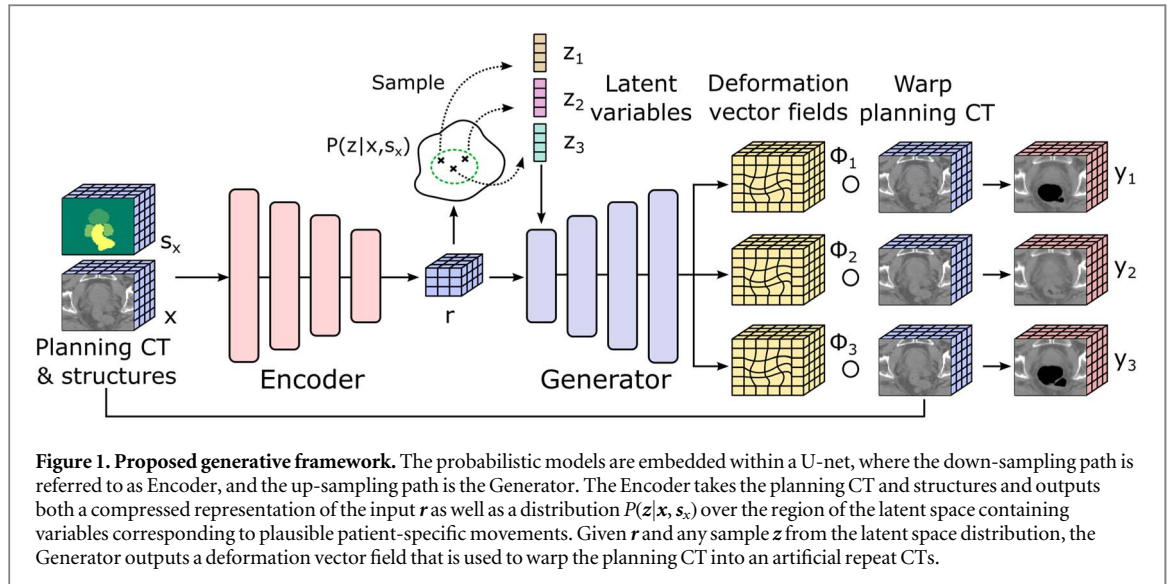 Sample
z1
z2
z3
Latent
variables
Deformation
vector fields
Warp
planning CT
P(z|x,sx)
Φ1
y1
sx
x
r
Φ2
y2
Planning CT
& structures
Encoder
Generator
Φ3
y3
Figure 1. Proposed generative framework. The probabilistic models are embedded within a U-net, where the down-sampling path is
referred to as Encoder, and the up-sampling path is the Generator. The Encoder takes the planning CT and structures and outputs
both a compressed representation of the input r as well as a distribution P(z|x, sx) over the region of the latent space containing
variables corresponding to plausible patient-specific movements. Given r and any sample z from the latent space distribution, the
Generator outputs a deformation vector field that is used to warp the planning CT into an artificial repeat CTs.